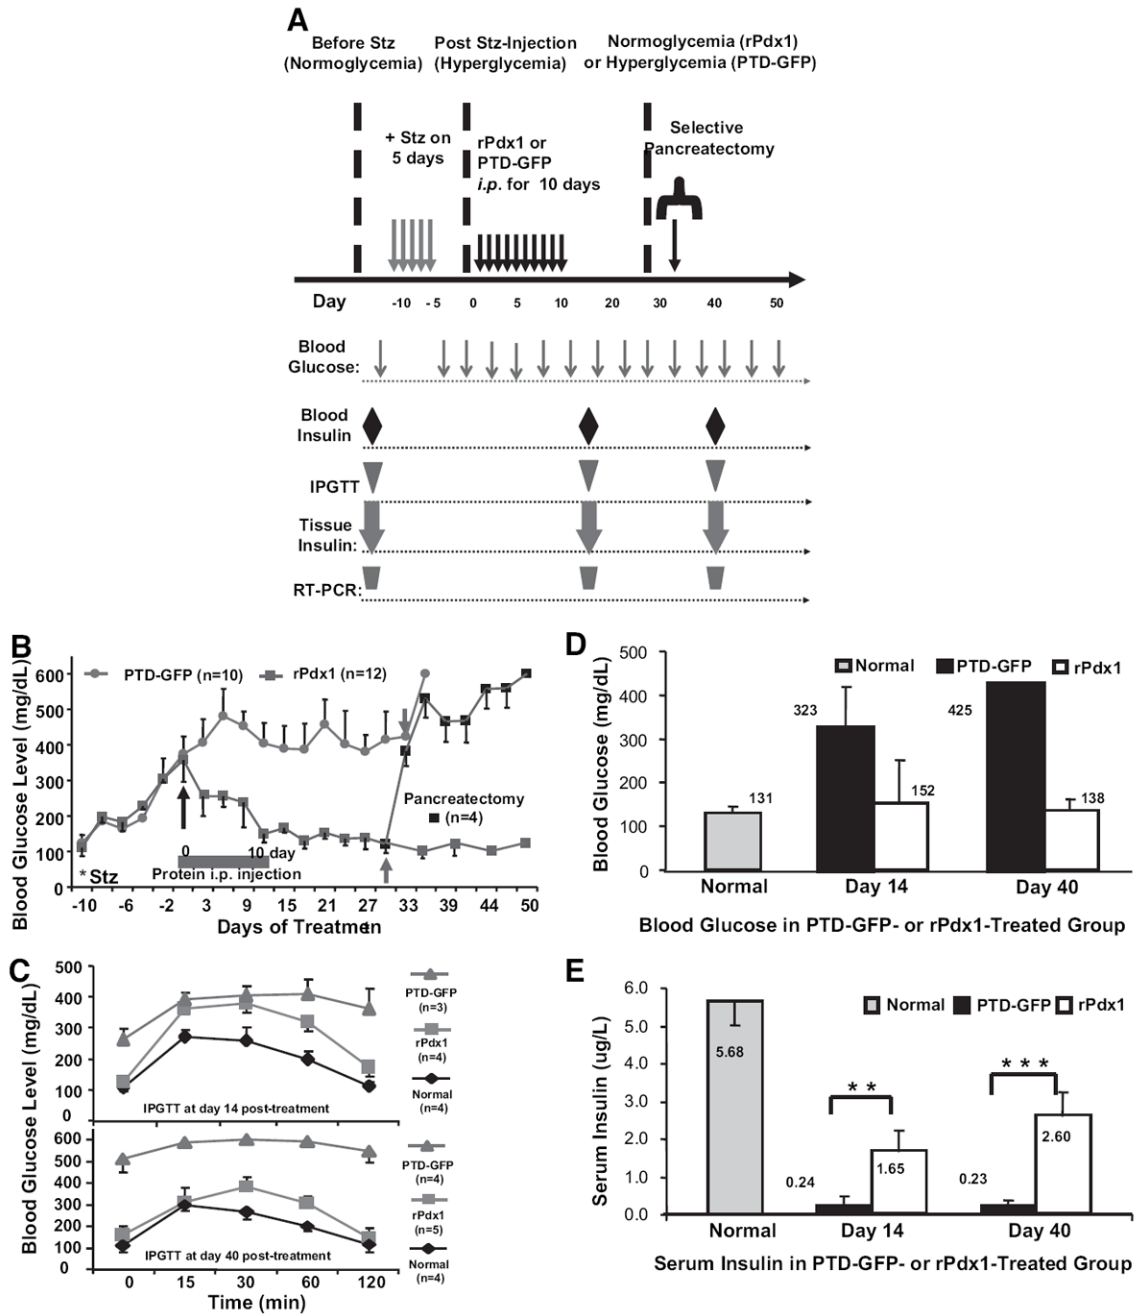 A
Before Stz
(Normoglycemia)
Post Stz-Injection
(Hyperglycemia)
Normoglycemia (rPdx1)
or Hyperglycemia (PTD-GFP)
+ Stz on
5 days
rPdx1 or
PTD-GFP
i.p. for 10 days
Selective
Pancreatectomy
Day -10 - 5 0 5 10 20 30 40 50
Blood
Glucose:
Blood
Insulin
IPGTT
Tissue
Insulin:
RT-PCR:
B
Blood Glucose Level (mg/dL)
600
500
400
300
200
100
0
PTD-GFP (n=10) rPdx1 (n=12)
Pancreatectomy
(n=4)
0 10 day
* Stz
Protein i.p. injection
-10 -6 -2 3 9 15 21 27 33 39 44 50
Days of Treatmen
C
Blood Glucose Level (mg/dL)
500
400
300
200
100
0
IPGTT at day 14 post-treatment
PTD-GFP
(n=3)
rPdx1
(n=4)
Normal
(n=4)
600
500
400
300
200
100
0
IPGTT at day 40 post-treatment
PTD-GFP
(n=4)
rPdx1
(n=5)
Normal
(n=4)
0 15 30 60 120
Time (min)
D
Blood Glucose (mg/dL)
500
400
300
200
100
0
Normal PTD-GFP rPdx1
131
323
152
425
138
Normal Day 14 Day 40
Blood Glucose in PTD-GFP- or rPdx1-Treated Group
E
Serum Insulin (ug/L)
6.0
5.0
4.0
3.0
2.0
1.0
0.0
Normal PTD-GFP rPdx1
5.68
0.24
* *
1.65
0.23
* * *
2.60
Normal Day 14 Day 40
Serum Insulin in PTD-GFP- or rPdx1-Treated Group